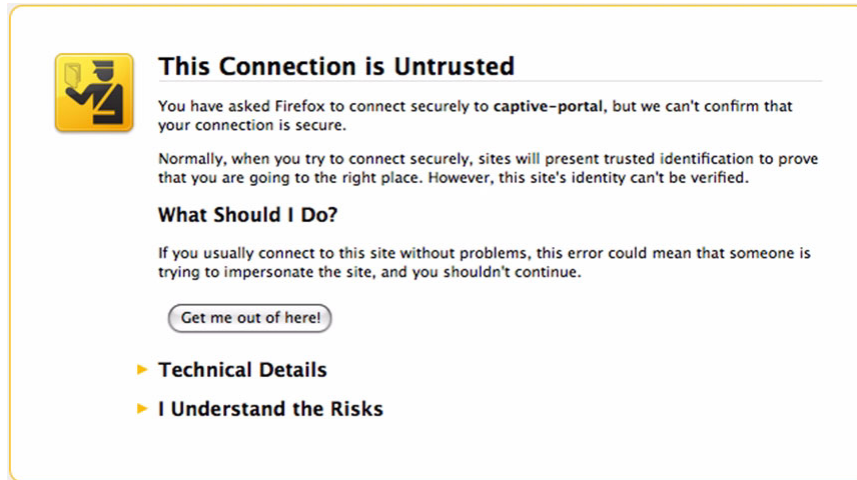 This Connection is Untrusted
You have asked Firefox to connect securely to captive-portal, but we can't confirm that
your connection is secure.
Normally, when you try to connect securely, sites will present trusted identification to prove
that you are going to the right place. However, this site's identity can't be verified.
What Should I Do?
If you usually connect to this site without problems, this error could mean that someone is
trying to impersonate the site, and you shouldn't continue.
Get me out of here!
Technical Details
I Understand the Risks